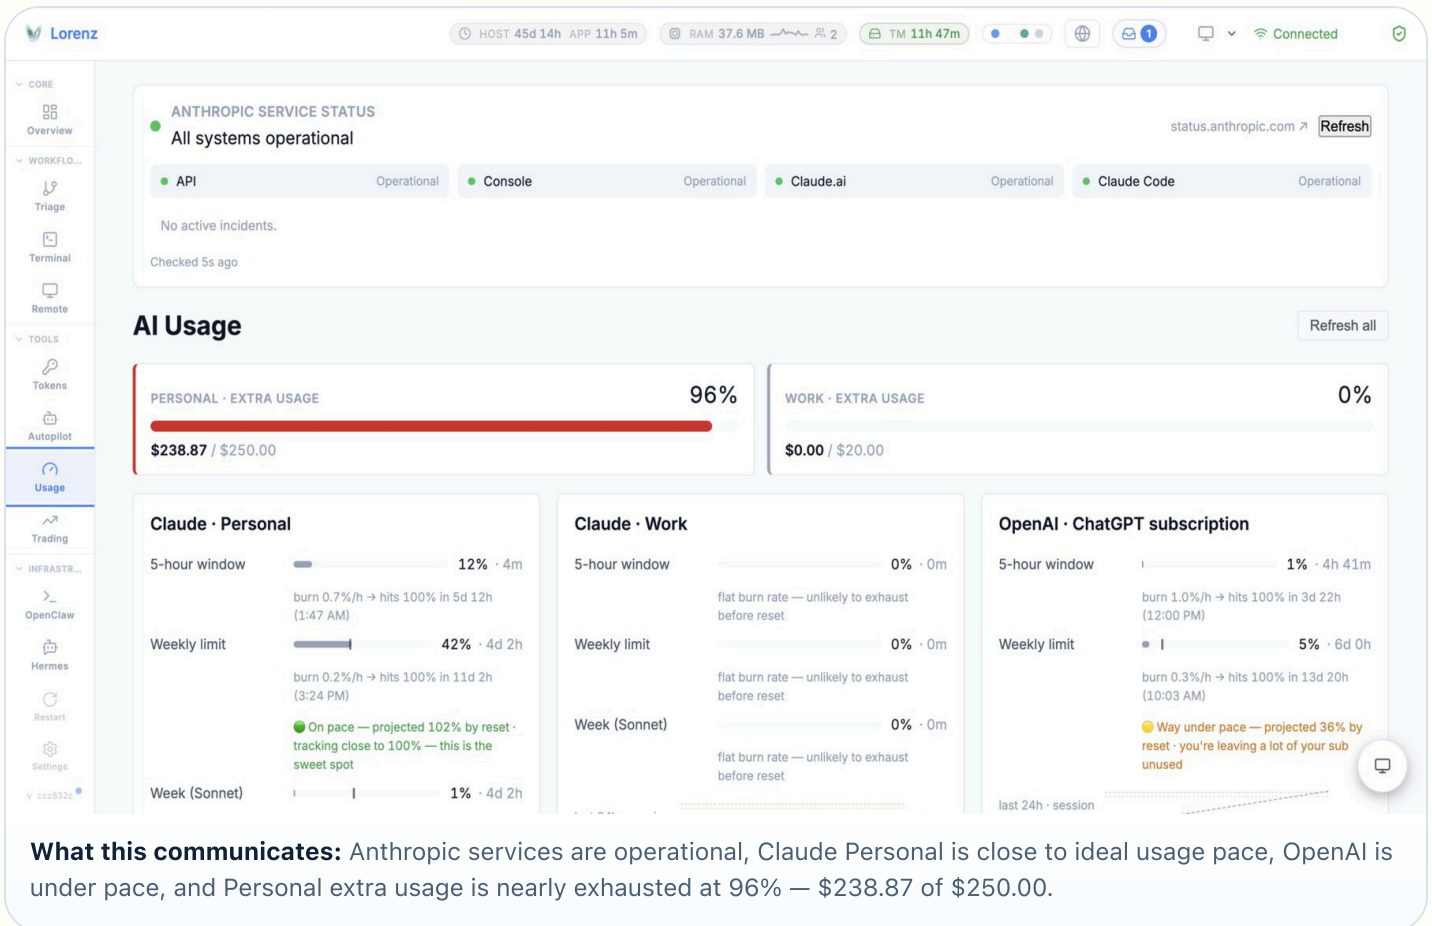 Lorenz
HOST 45d 14h APP 11h 5m
RAM 37.6 MB 2
TM 11h 47m
1
Connected
CORE
Overview
WORKFLO...
Triage
Terminal
Remote
TOOLS
Tokens
Autopilot
Usage
Trading
INFRASTR...
OpenClaw
Hermes
Restart
Settings
v ccc832c
ANTHROPIC SERVICE STATUS
All systems operational
status.anthropic.com ↗ Refresh
API Operational
Console Operational
Claude.ai Operational
Claude Code Operational
No active incidents.
Checked 5s ago
AI Usage
Refresh all
PERSONAL · EXTRA USAGE 96%
$238.87 / $250.00
WORK · EXTRA USAGE 0%
$0.00 / $20.00
Claude · Personal
5-hour window 12% · 4m
burn 0.7%/h → hits 100% in 5d 12h
(1:47 AM)
Weekly limit 42% · 4d 2h
burn 0.2%/h → hits 100% in 11d 2h
(3:24 PM)
On pace — projected 102% by reset ·
tracking close to 100% — this is the
sweet spot
Week (Sonnet) 1% · 4d 2h
Claude · Work
5-hour window 0% · 0m
flat burn rate — unlikely to exhaust
before reset
Weekly limit 0% · 0m
flat burn rate — unlikely to exhaust
before reset
Week (Sonnet) 0% · 0m
flat burn rate — unlikely to exhaust
before reset
OpenAI · ChatGPT subscription
5-hour window 1% · 4h 41m
burn 1.0%/h → hits 100% in 3d 22h
(12:00 PM)
Weekly limit 5% · 6d 0h
burn 0.3%/h → hits 100% in 13d 20h
(10:03 AM)
Way under pace — projected 36% by
reset · you're leaving a lot of your sub
unused
last 24h · session
What this communicates: Anthropic services are operational, Claude Personal is close to ideal usage pace, OpenAI is
under pace, and Personal extra usage is nearly exhausted at 96% — $238.87 of $250.00.